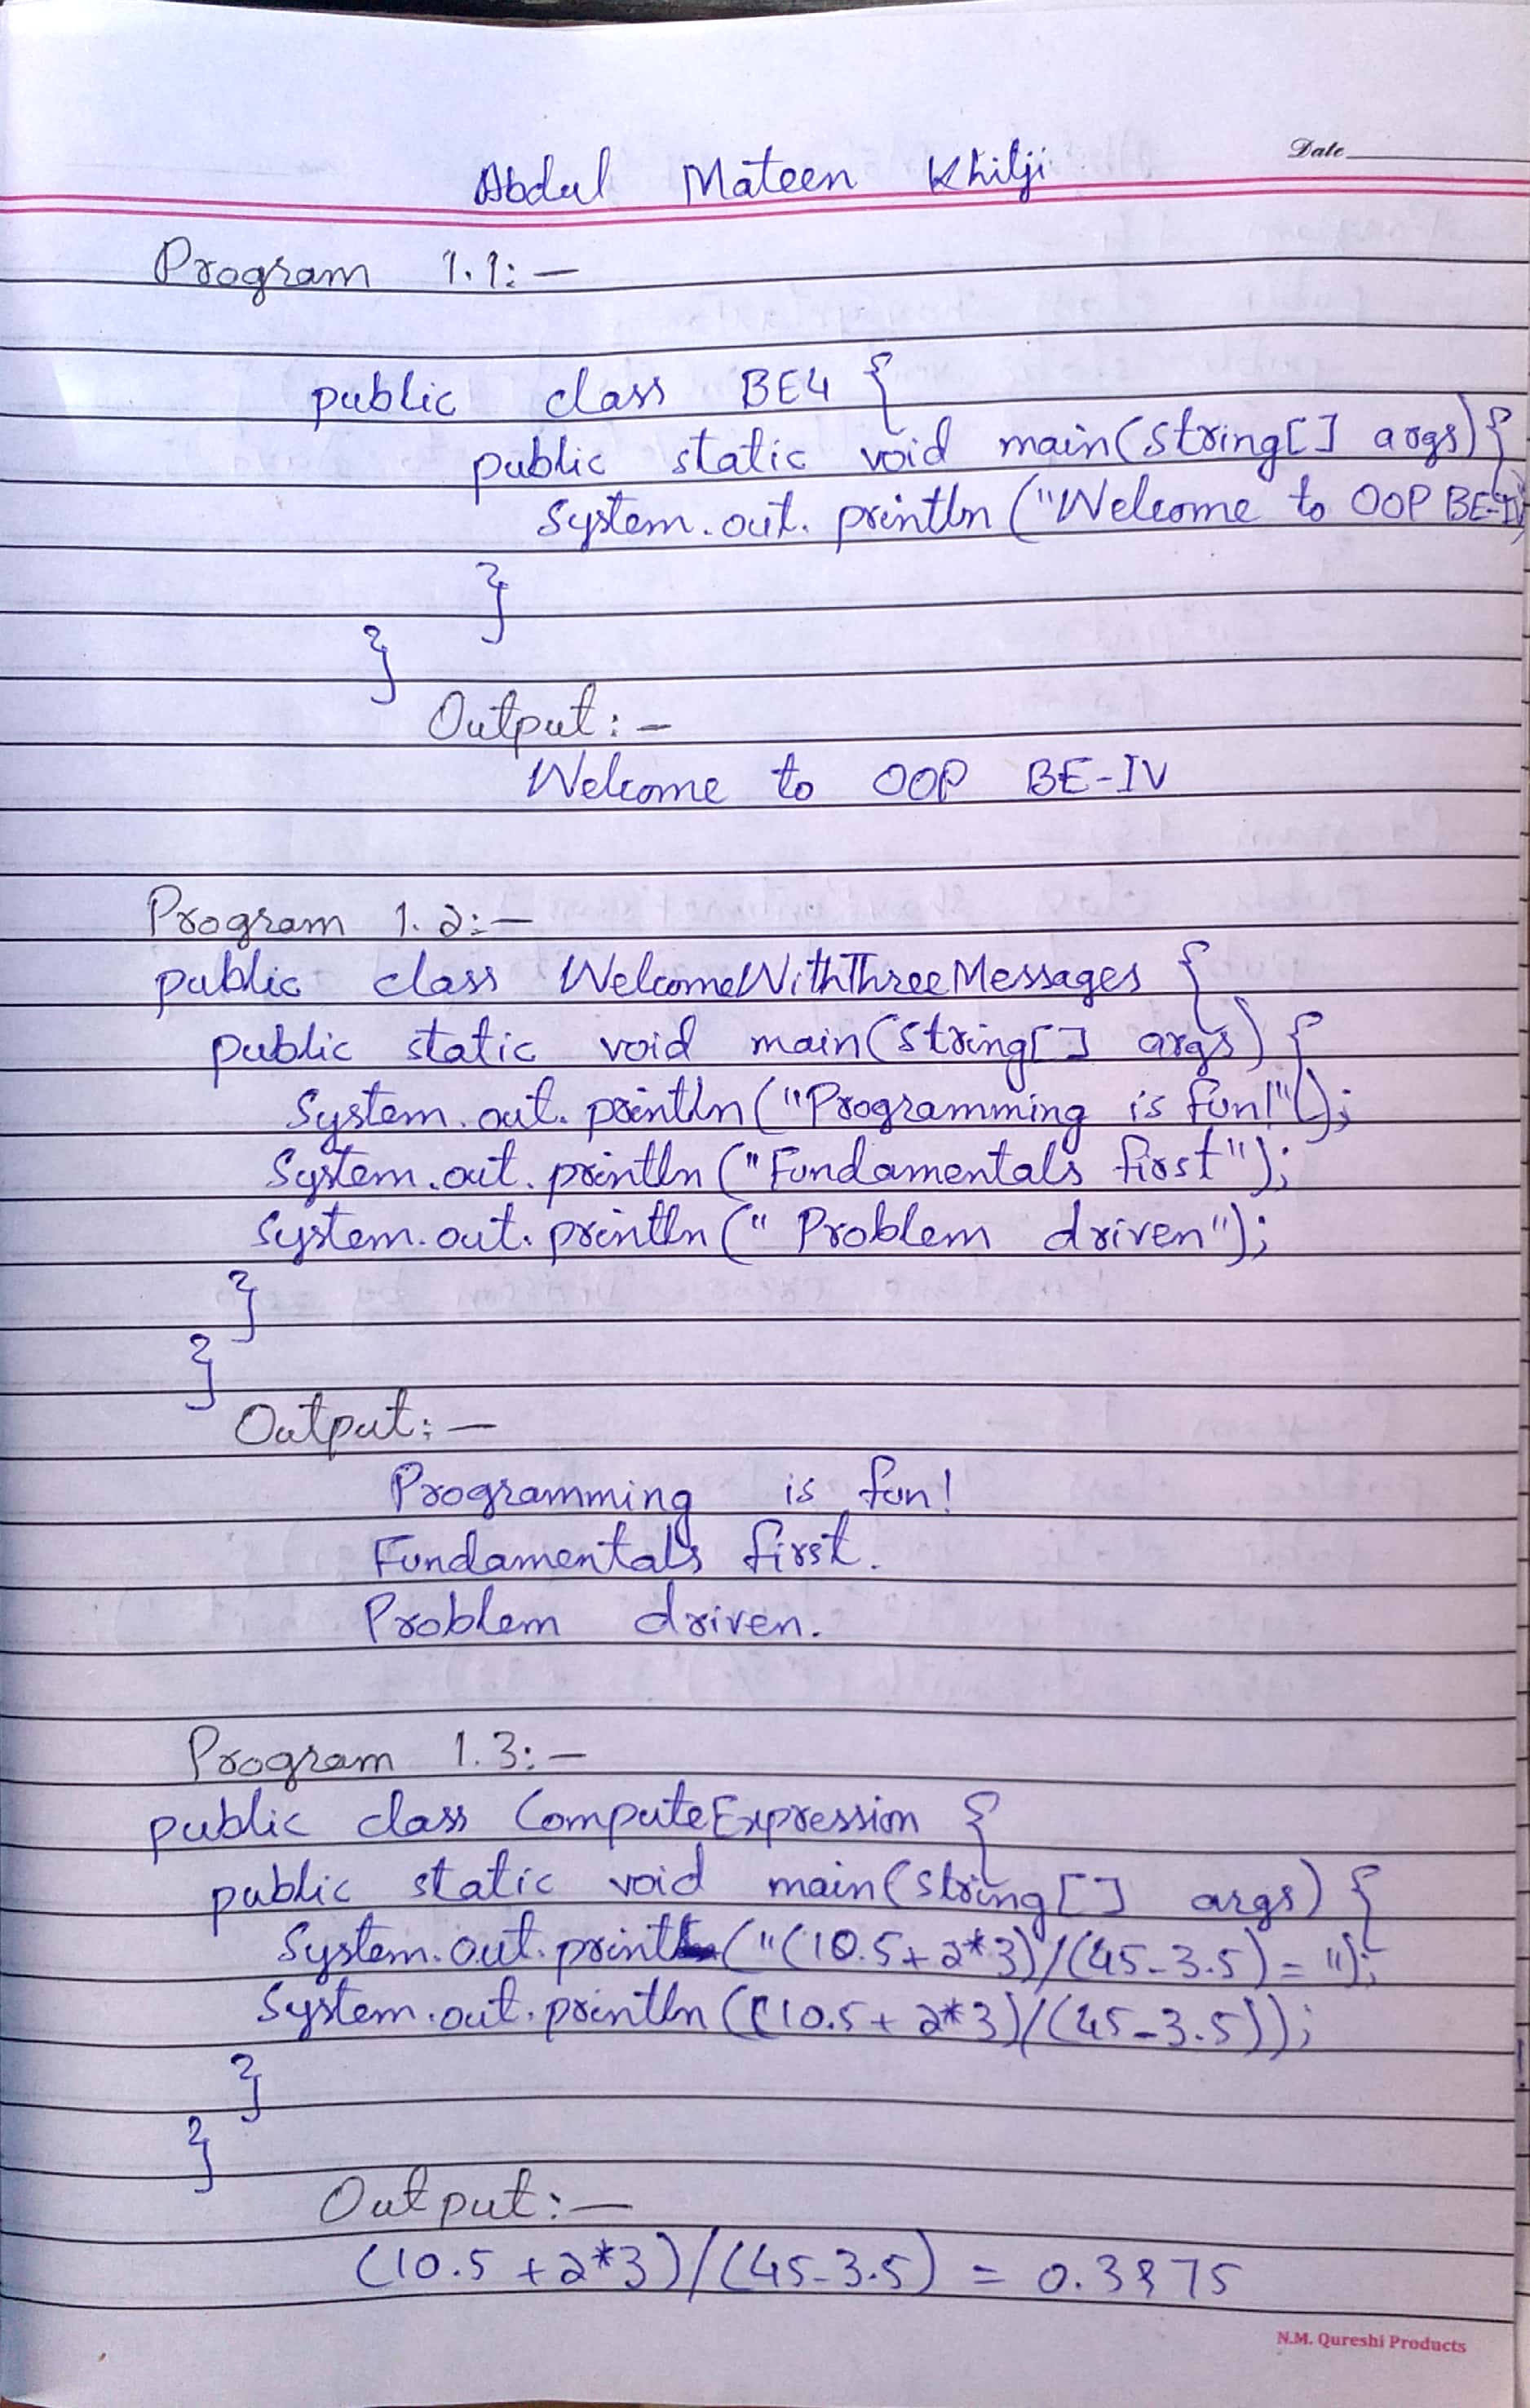 Date
Abdul Mateen Khilji
Program 1.1:-
public class BE4 {
public static void main(String[] args){
System.out.println ("Welcome to OOP BE-IV")
}
}
Output:-
Welcome to OOP BE-IV
Program 1.2:-
public class WelcomeWithThreeMessages {
public static void main(String[] args) {
System.out.println("Programming is fun!");
System.out.println("Fundamentals first");
System.out.println(" Problem driven");
}
}
Output:-
Programming is fun!
Fundamentals first.
Problem driven.
Program 1.3:-
public class ComputeExpression {
public static void main(String[] args) {
System.out.print("(10.5+2*3)/(45-3.5)= ");
System.out.println((10.5+2*3)/(45-3.5));
}
}
Output:-
(10.5+2*3)/(45-3.5) = 0.3975
N.M. Qureshi Products